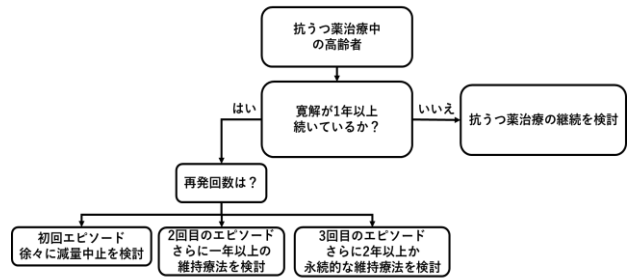 抗うつ薬治療中
の高齢者
はい
寛解が1年以上
続いているか？
いいえ
抗うつ薬治療の継続を検討
再発回数は？
初回エピソード
徐々に減量中止を検討
2回目のエピソード
さらに一年以上の
維持療法を検討
3回目のエピソード
さらに2年以上か
永続的な維持療法を検討